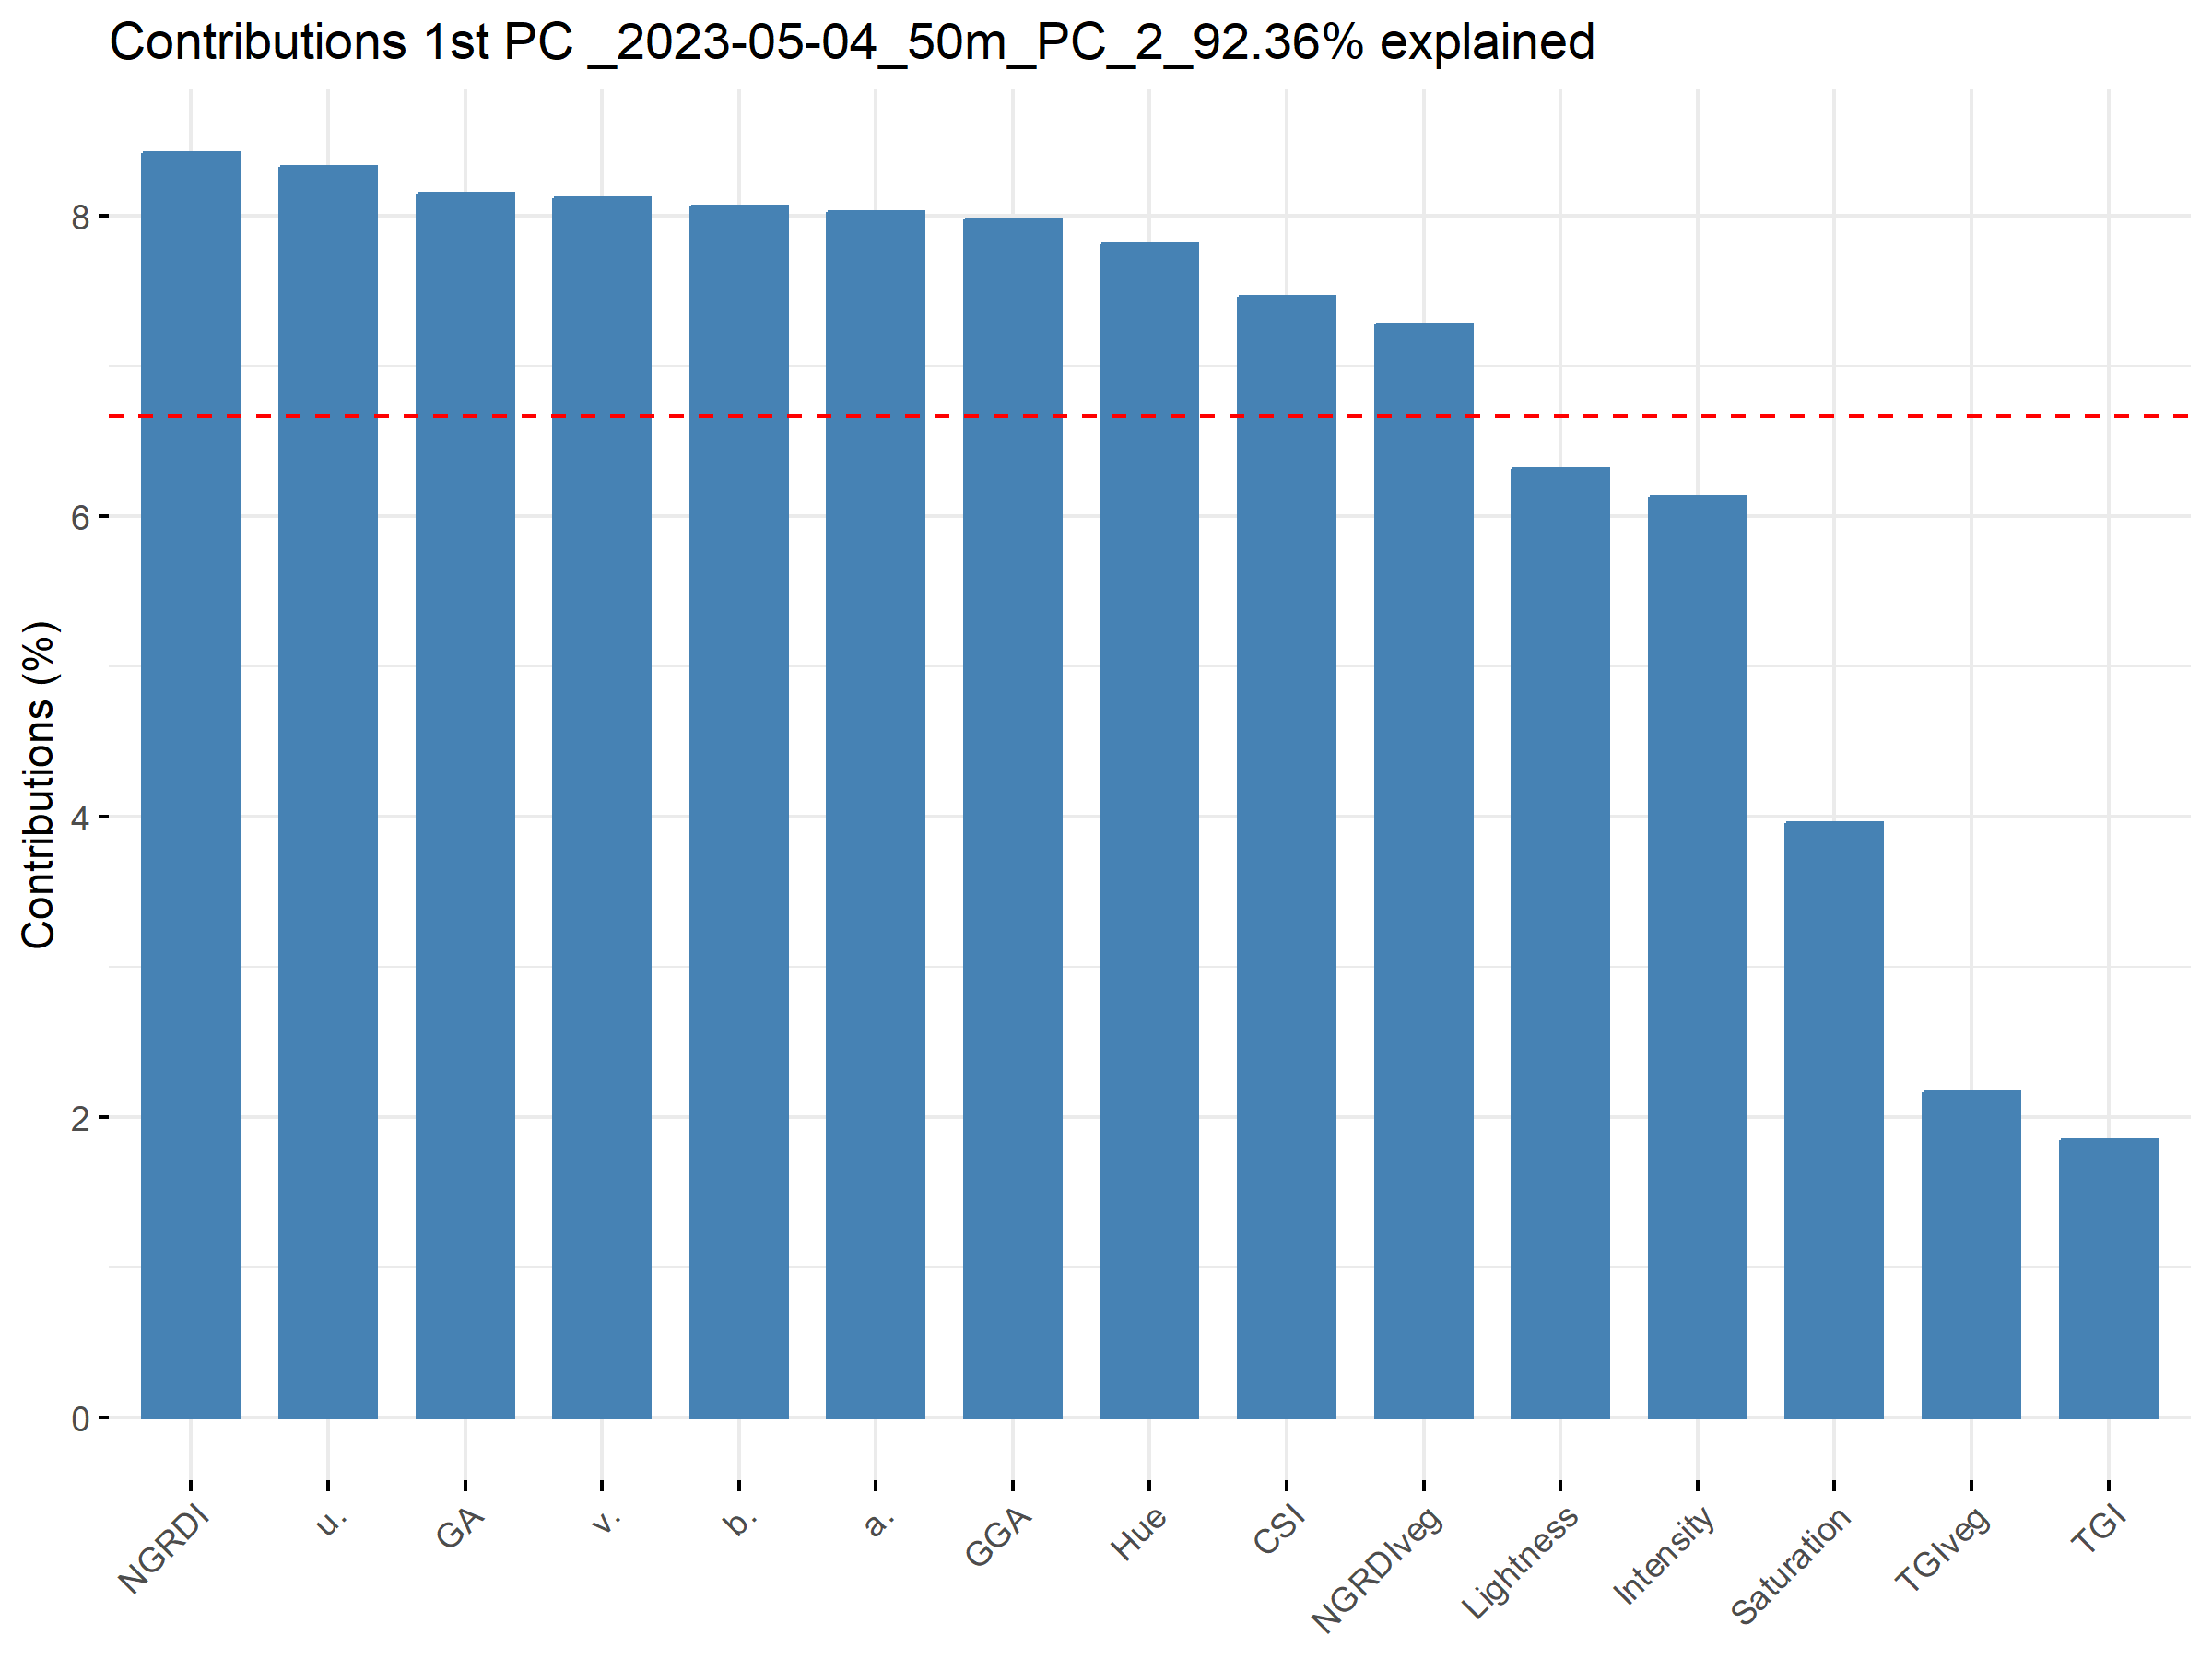 Contributions 1st PC _2023-05-04_50m_PC_2_92.36% explained
Contributions (%)
8
6
4
2
0
NGRDI
u.
GA
v.
b.
a.
GGA
Hue
CSI
NGRDIveg
Lightness
Intensity
Saturation
TGIveg
TGI